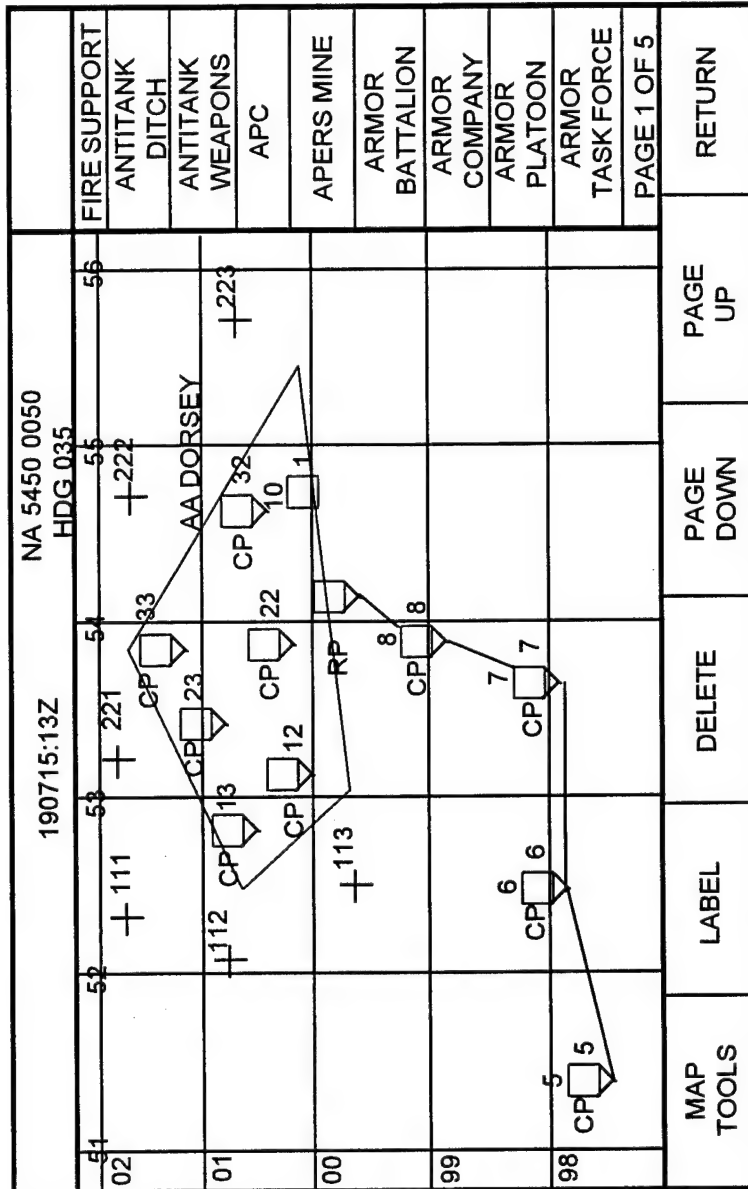 190715:13Z
NA 5450 0050
HDG 035
51
52
53
54
55
56
02
111
221
222
33
CP
AA DORSEY
01
112
13
CP
23
CP
32
CP
223
12
CP
22
CP
10
1
00
113
RP
99
8
8
CP
98
5
5
CP
6
6
CP
7
7
CP
FIRE SUPPORT
ANTITANK
DITCH
ANTITANK
WEAPONS
APC
APERS MINE
ARMOR
BATTALION
ARMOR
COMPANY
ARMOR
PLATOON
ARMOR
TASK FORCE
PAGE 1 OF 5
MAP
TOOLS
LABEL
DELETE
PAGE
DOWN
PAGE
UP
RETURN